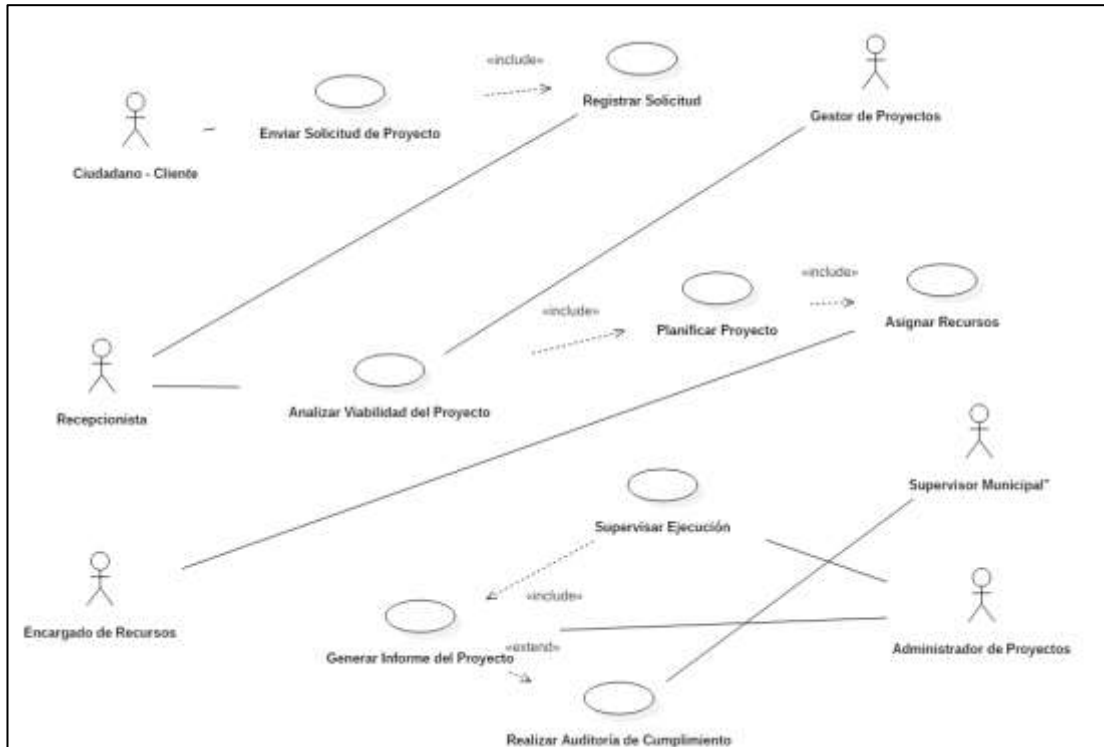 «include»
Registrar Solicitud
Gestor de Proyectos
Enviar Solicitud de Proyecto
Ciudadano - Cliente
«include»
Planificar Proyecto
Asignar Recursos
«include»
Recepcionista
Analizar Viabilidad del Proyecto
Supervisor Municipal"
Supervisar Ejecución
«include»
Encargado de Recursos
Generar Informe del Proyecto
«extend»
Administrador de Proyectos
Realizar Auditoría de Cumplimiento